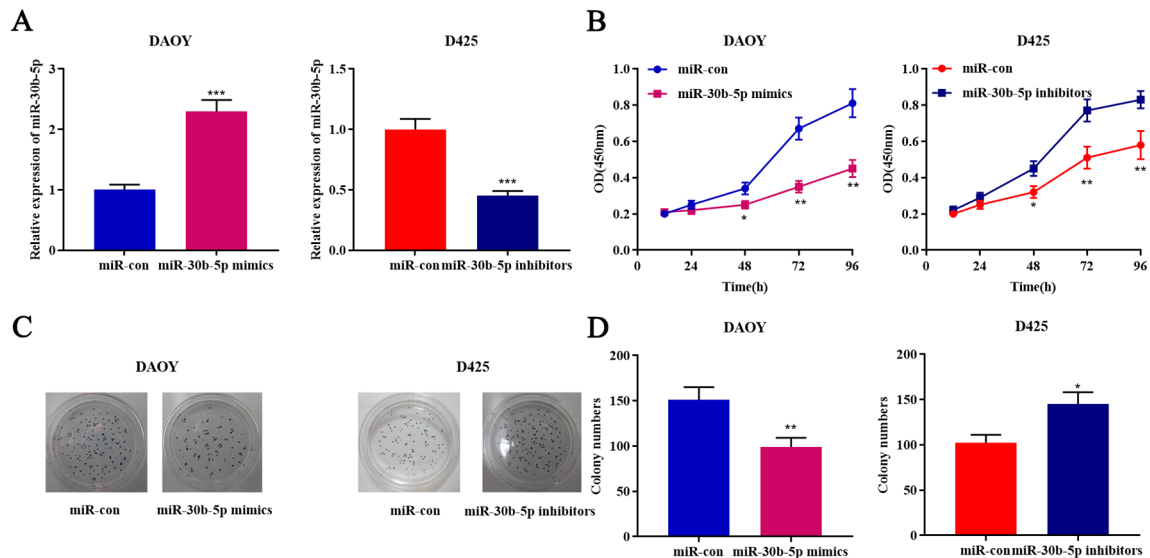 A
DAOY
Relative expression of miR-30b-5p
3
2
1
0
***
miR-con
miR-30b-5p mimics
D425
Relative expression of miR-30b-5p
1.5
1.0
0.5
0.0
***
miR-con
miR-30b-5p inhibitors
B
DAOY
miR-con
miR-30b-5p mimics
OD(450nm)
1.0
0.8
0.6
0.4
0.2
0.0
*
**
**
0
24
48
72
96
Time(h)
D425
miR-con
miR-30b-5p inhibitors
OD(450nm)
1.0
0.8
0.6
0.4
0.2
0.0
*
**
**
0
24
48
72
96
Time(h)
C
DAOY
miR-con
miR-30b-5p mimics
D425
miR-con
miR-30b-5p inhibitors
D
DAOY
Colony numbers
200
150
100
50
0
**
miR-con
miR-30b-5p mimics
D425
Colony numbers
200
150
100
50
0
*
miR-con
miR-30b-5p inhibitors